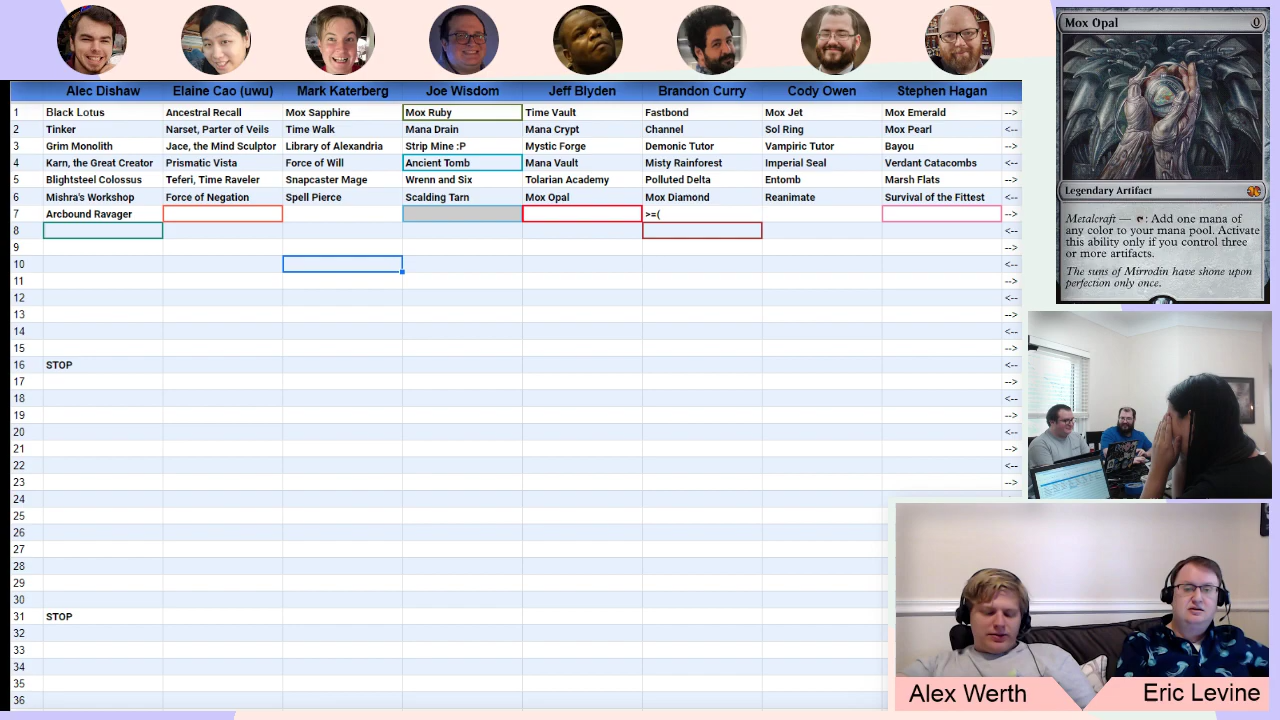 Alec Dishaw Elaine Cao (uwu) Mark Katerberg Joe Wisdom Jeff Blyden Brandon Curry Cody Owen Stephen Hagan
1 Black Lotus Ancestral Recall Mox Sapphire Mox Ruby Time Vault Fastbond Mox Jet Mox Emerald -->
2 Tinker Narset, Parter of Veils Time Walk Mana Drain Mana Crypt Channel Sol Ring Mox Pearl <--
3 Grim Monolith Jace, the Mind Sculptor Library of Alexandria Strip Mine :P Mystic Forge Demonic Tutor Vampiric Tutor Bayou -->
4 Karn, the Great Creator Prismatic Vista Force of Will Ancient Tomb Mana Vault Misty Rainforest Imperial Seal Verdant Catacombs <--
5 Blightsteel Colossus Teferi, Time Raveler Snapcaster Mage Wrenn and Six Tolarian Academy Polluted Delta Entomb Marsh Flats -->
6 Mishra's Workshop Force of Negation Spell Pierce Scalding Tarn Mox Opal Mox Diamond Reanimate Survival of the Fittest <--
7 Arcbound Ravager >=( -->
8 <--
9 -->
10 <--
11 -->
12 <--
13 -->
14 <--
15 -->
16 STOP <--
17 -->
18 <--
19 -->
20 <--
21 -->
22 <--
23 -->
24
25
26
27
28
29
30
31 STOP
32
33
34
35
36
Mox Opal 0
Legendary Artifact
Metalcraft — : Add one mana of
any color to your mana pool. Activate
this ability only if you control three
or more artifacts.
The suns of Mirrodin have shone upon
perfection only once.
Alex Werth
Eric Levine